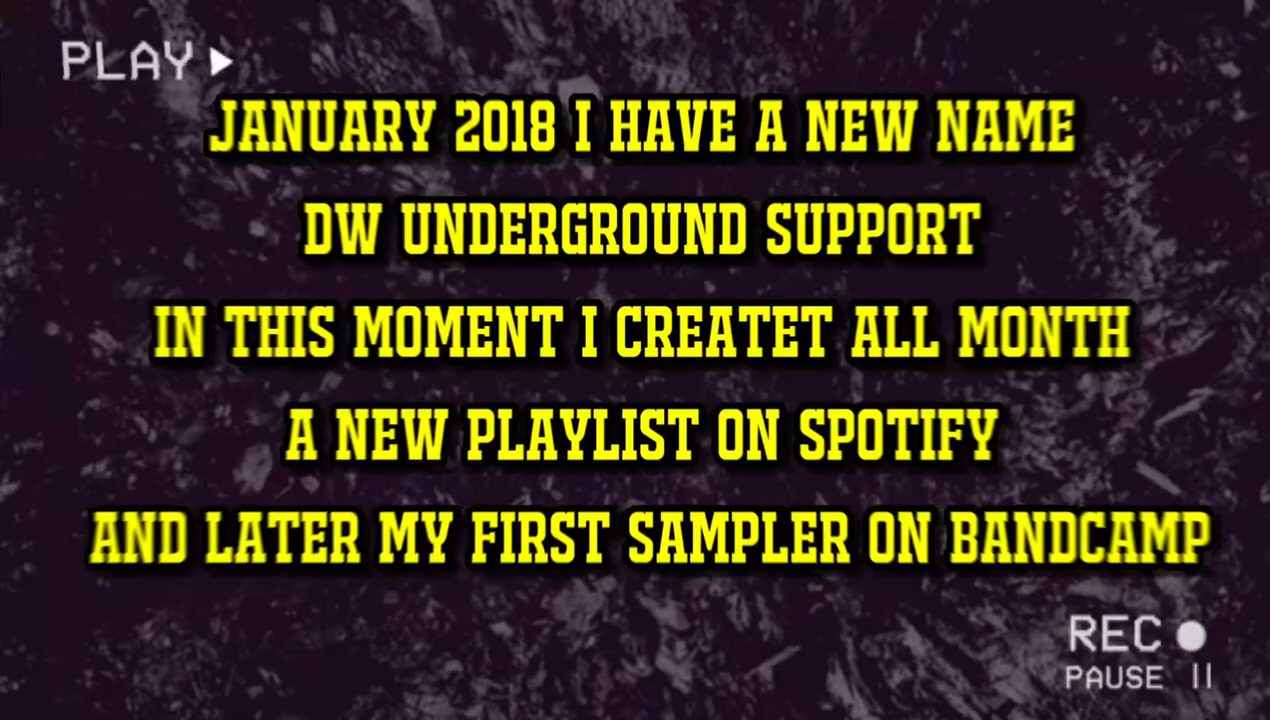 PLAY ▶
JANUARY 2018 I HAVE A NEW NAME
DW UNDERGROUND SUPPORT
IN THIS MOMENT I CREATET ALL MONTH
A NEW PLAYLIST ON SPOTIFY
AND LATER MY FIRST SAMPLER ON BANDCAMP
REC ●
PAUSE ||